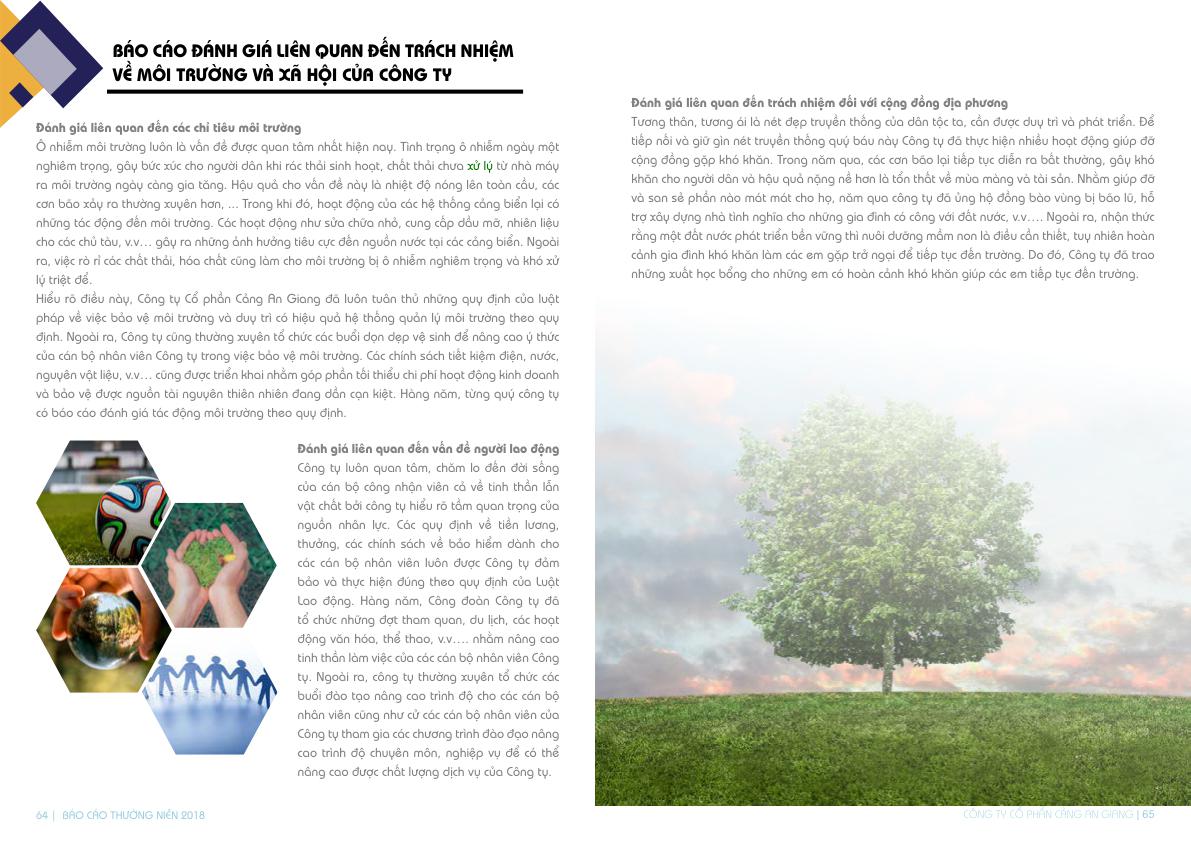 BÁO CÁO ĐÁNH GIÁ LIÊN QUAN ĐẾN TRÁCH NHIỆM
VỀ MÔI TRƯỜNG VÀ XÃ HỘI CỦA CÔNG TY
Đánh giá liên quan đến các chỉ tiêu môi trường
Ô nhiễm môi trường luôn là vấn đề được quan tâm nhất hiện nay. Tình trạng ô nhiễm ngày một
nghiêm trọng, gây bức xúc cho người dân khi rác thải sinh hoạt, chất thải chưa xử lý từ nhà máy
ra môi trường ngày càng gia tăng. Hậu quả cho vấn đề này là nhiệt độ nóng lên toàn cầu, các
cơn bão xảy ra thường xuyên hơn, ... Trong khi đó, hoạt động của các hệ thống cảng biển lại có
những tác động đến môi trường. Các hoạt động như sửa chữa nhỏ, cung cấp dầu mỡ, nhiên liệu
cho các chủ tàu, v.v… gây ra những ảnh hưởng tiêu cực đến nguồn nước tại các cảng biển. Ngoài
ra, việc rò rỉ các chất thải, hóa chất cũng làm cho môi trường bị ô nhiễm nghiêm trọng và khó xử
lý triệt để.
Hiểu rõ điều này, Công ty Cổ phần Cảng An Giang đã luôn tuân thủ những quy định của luật
pháp về việc bảo vệ môi trường và duy trì có hiệu quả hệ thống quản lý môi trường theo quy
định. Ngoài ra, Công ty cũng thường xuyên tổ chức các buổi dọn dẹp vệ sinh để nâng cao ý thức
của cán bộ nhân viên Công ty trong việc bảo vệ môi trường. Các chính sách tiết kiệm điện, nước,
nguyên vật liệu, v.v… cũng được triển khai nhằm góp phần tối thiểu chi phí hoạt động kinh doanh
và bảo vệ được nguồn tài nguyên thiên nhiên đang dần cạn kiệt. Hàng năm, từng quý công ty
có báo cáo đánh giá tác động môi trường theo quy định.
Đánh giá liên quan đến vấn đề người lao động
Công ty luôn quan tâm, chăm lo đến đời sống
của cán bộ công nhận viên cả về tinh thần lẫn
vật chất bởi công ty hiểu rõ tầm quan trọng của
nguồn nhân lực. Các quy định về tiền lương,
thưởng, các chính sách về bảo hiểm dành cho
các cán bộ nhân viên luôn được Công ty đảm
bảo và thực hiện đúng theo quy định của Luật
Lao động. Hàng năm, Công đoàn Công ty đã
tổ chức những đợt tham quan, du lịch, các hoạt
động văn hóa, thể thao, v.v…. nhằm nâng cao
tinh thần làm việc của các cán bộ nhân viên Công
ty. Ngoài ra, công ty thường xuyên tổ chức các
buổi đào tạo nâng cao trình độ cho các cán bộ
nhân viên cũng như cử các cán bộ nhân viên của
Công ty tham gia các chương trình đào đạo nâng
cao trình độ chuyên môn, nghiệp vụ để có thể
nâng cao được chất lượng dịch vụ của Công ty.
64 | BÁO CÁO THƯỜNG NIÊN 2018
Đánh giá liên quan đến trách nhiệm đối với cộng đồng địa phương
Tương thân, tương ái là nét đẹp truyền thống của dân tộc ta, cần được duy trì và phát triển. Để
tiếp nối và giữ gìn nét truyền thống quý báu này Công ty đã thực hiện nhiều hoạt động giúp đỡ
cộng đồng gặp khó khăn. Trong năm qua, các cơn bão lại tiếp tục diễn ra bất thường, gây khó
khăn cho người dân và hậu quả nặng nề hơn là tổn thất về mùa màng và tài sản. Nhằm giúp đỡ
và san sẻ phần nào mát mát cho họ, năm qua công ty đã ủng hộ đồng bào vùng bị bão lũ, hỗ
trợ xây dựng nhà tình nghĩa cho những gia đình có công với đất nước, v.v…. Ngoài ra, nhận thức
rằng một đất nước phát triển bền vững thì nuôi dưỡng mầm non là điều cần thiết, tuy nhiên hoàn
cảnh gia đình khó khăn làm các em gặp trở ngại để tiếp tục đến trường. Do đó, Công ty đã trao
những xuất học bổng cho những em có hoàn cảnh khó khăn giúp các em tiếp tục đến trường.
CÔNG TY CỔ PHẦN CẢNG AN GIANG | 65